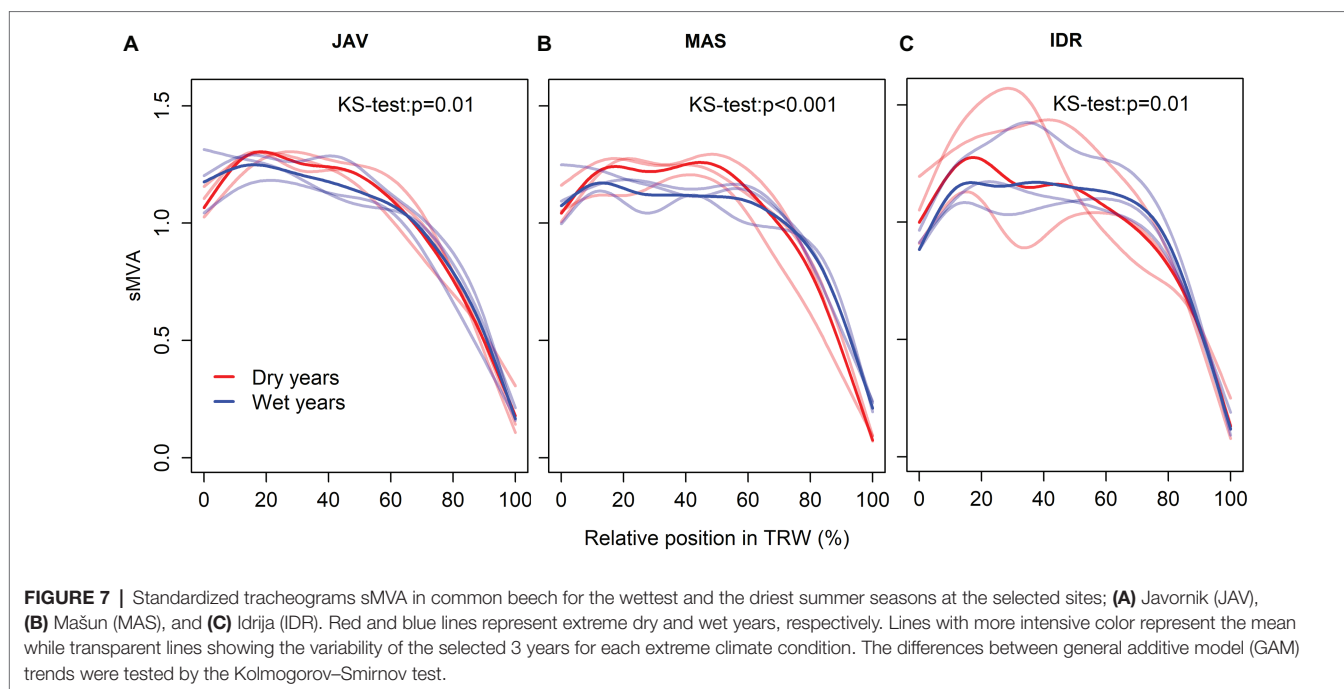 A JAV B MAS C IDR
KS-test:p=0.01 KS-test:p<0.001 KS-test:p=0.01
sMVA
1.5
1.0
0.5
0.0
Dry years
Wet years
0 20 40 60 80 100 0 20 40 60 80 100 0 20 40 60 80 100
Relative position in TRW (%)
FIGURE 7 | Standardized tracheograms sMVA in common beech for the wettest and the driest summer seasons at the selected sites; (A) Javornik (JAV),
(B) Mašun (MAS), and (C) Idrija (IDR). Red and blue lines represent extreme dry and wet years, respectively. Lines with more intensive color represent the mean
while transparent lines showing the variability of the selected 3 years for each extreme climate condition. The differences between general additive model (GAM)
trends were tested by the Kolmogorov–Smirnov test.